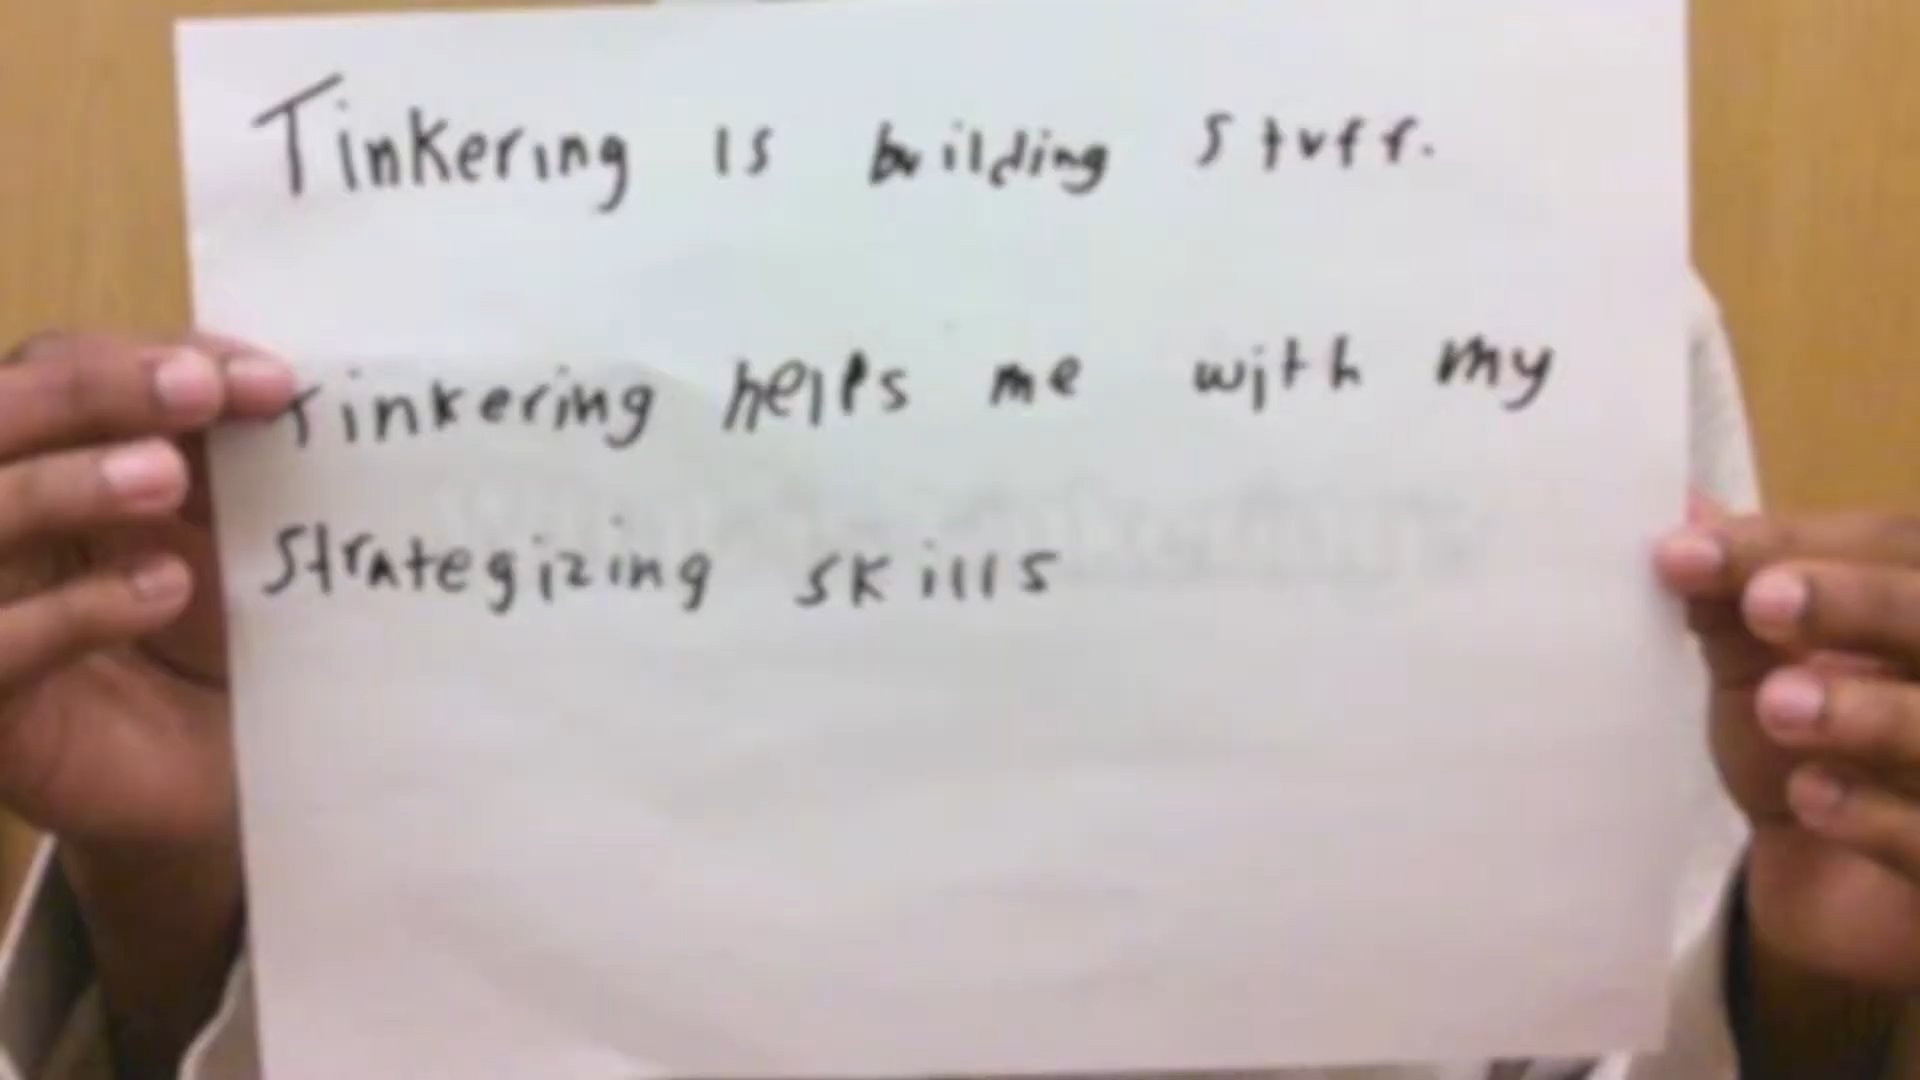 Tinkering is building stuff.
Tinkering helps me with my
Strategizing skills